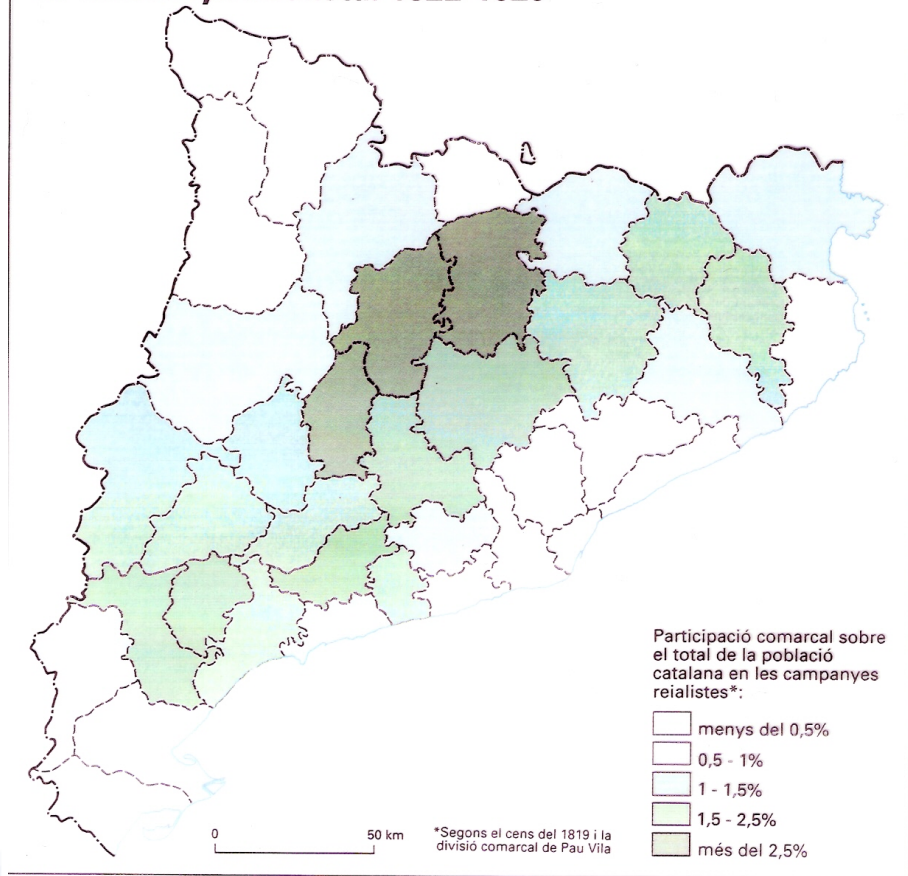 Participació comarcal sobre
el total de la població
catalana en les campanyes
reialistes*:
menys del 0,5%
0,5 - 1%
1 - 1,5%
1,5 - 2,5%
més del 2,5%
0 50 km
*Segons el cens del 1819 i la
divisió comarcal de Pau Vila